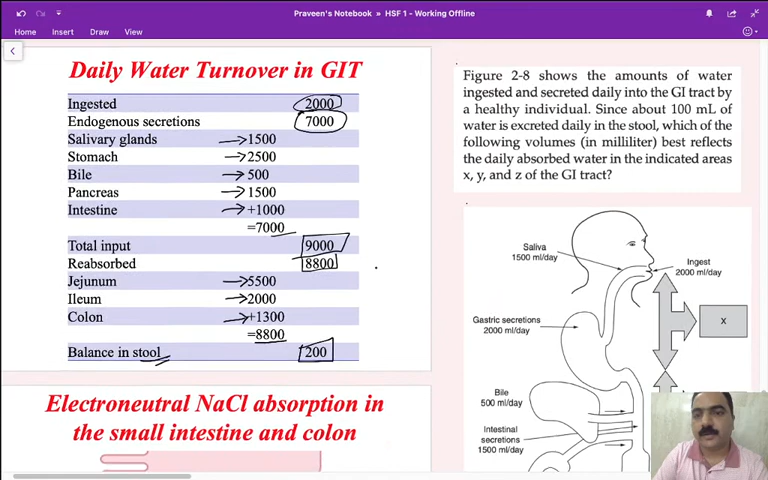 Praveen's Notebook » HSF 1 - Working Offline
Home Insert Draw View
Daily Water Turnover in GIT
Ingested 2000
Endogenous secretions 7000
Salivary glands 1500
Stomach 2500
Bile 500
Pancreas 1500
Intestine +1000
=7000
Total input 9000
Reabsorbed 8800
Jejunum 5500
Ileum 2000
Colon +1300
=8800
Balance in stool 200
Electroneutral NaCl absorption in
the small intestine and colon
Figure 2-8 shows the amounts of water
ingested and secreted daily into the GI tract by
a healthy individual. Since about 100 mL of
water is excreted daily in the stool, which of the
following volumes (in milliliter) best reflects
the daily absorbed water in the indicated areas
x, y, and z of the GI tract?
Saliva
1500 ml/day
Ingest
2000 ml/day
Gastric secretions
2000 ml/day
x
Bile
500 ml/day
Intestinal
secretions
1500 ml/day